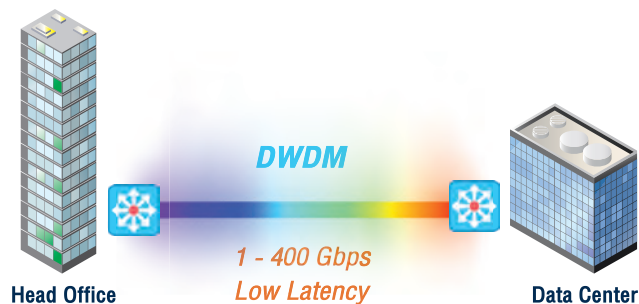 DWDM
1 - 400 Gbps
Low Latency
Head Office
Data Center